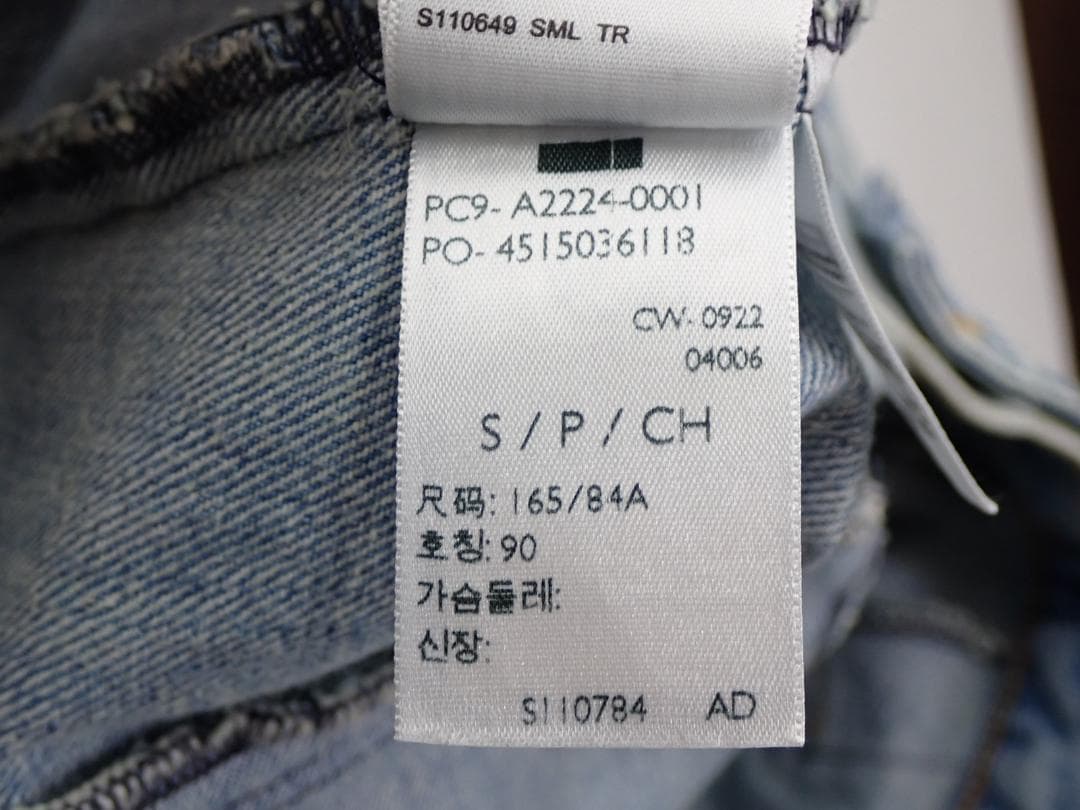 S110649 SML TR
PC9- A2224-0001
PO- 4515036118
CW- 0922
04006
S / P / CH
尺码: 165/84A
호칭: 90
가슴둘레:
신장:
S110784 AD